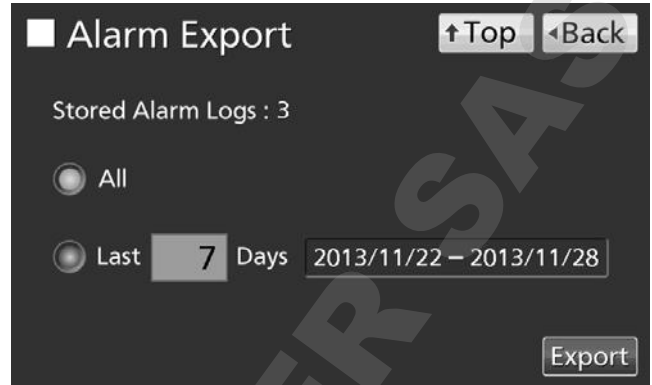 Alarm Export
↑Top
◂Back
Stored Alarm Logs : 3
All
Last 7 Days 2013/11/22 – 2013/11/28
Export